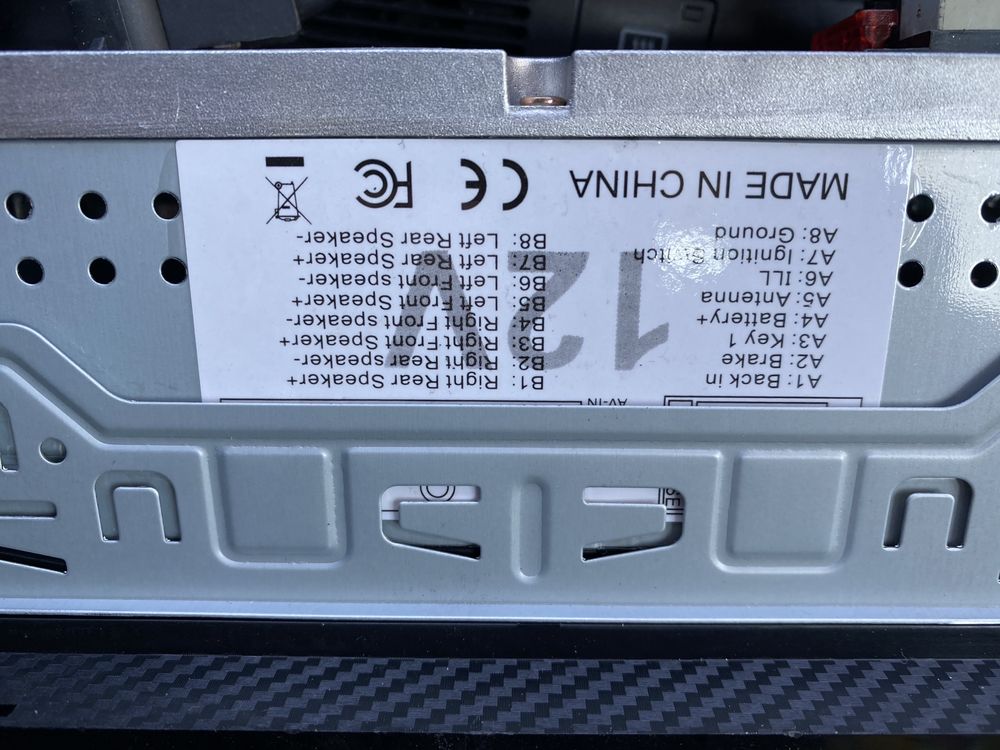 AV-IN
A1: Back in
A2: Brake
A3: Key 1
A4: Battery+
A5: Antenna
A6: ILL
A7: Ignition Switch
A8: Ground
B1: Right Rear Speaker+
B2: Right Rear speaker-
B3: Right Front Speaker+
B4: Right Front speaker-
B5: Left Front Speaker+
B6: Left Front speaker-
B7: Left Rear Speaker+
B8: Left Rear Speaker-
12V
MADE IN CHINA CE FC